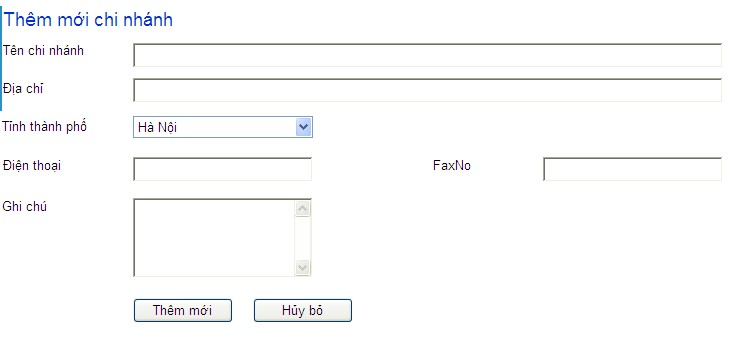 Thêm mới chi nhánh
Tên chi nhánh
Địa chỉ
Tỉnh thành phố
Hà Nội
Điện thoại
FaxNo
Ghi chú
Thêm mới
Hủy bỏ